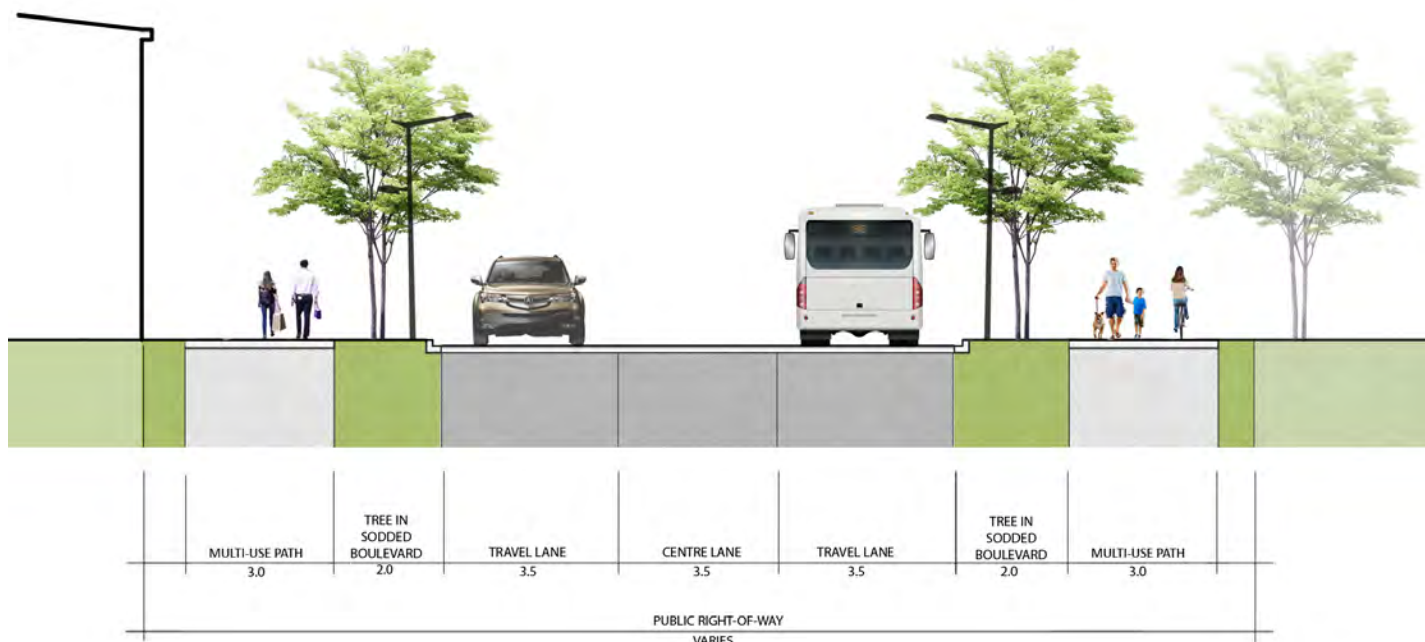 MULTI-USE PATH
3.0
TREE IN
SODDED
BOULEVARD
2.0
TRAVEL LANE
3.5
CENTRE LANE
3.5
TRAVEL LANE
3.5
TREE IN
SODDED
BOULEVARD
2.0
MULTI-USE PATH
3.0
PUBLIC RIGHT-OF-WAY
VARIES